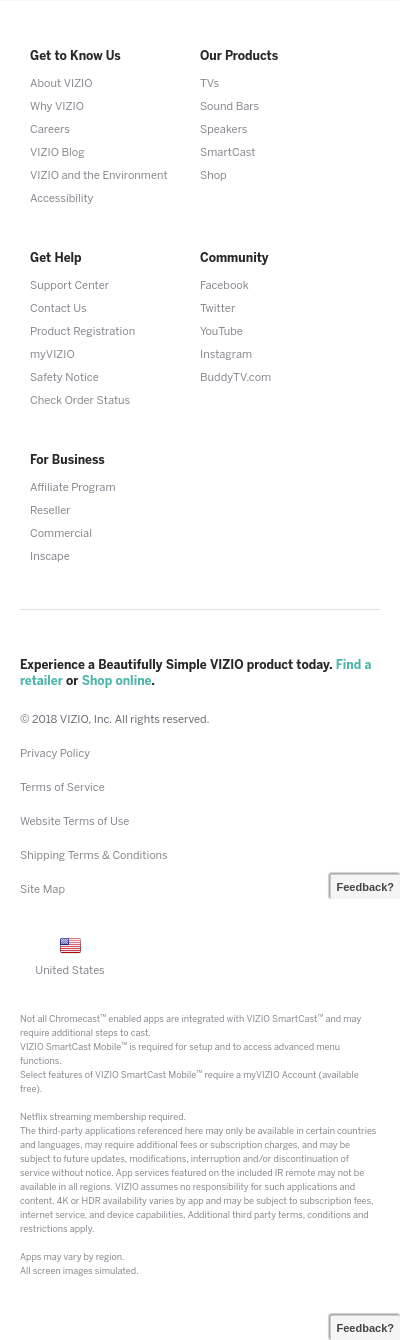 Get to Know Us
About VIZIO
Why VIZIO
Careers
VIZIO Blog
VIZIO and the Environment
Accessibility
Our Products
TVs
Sound Bars
Speakers
SmartCast
Shop
Get Help
Support Center
Contact Us
Product Registration
myVIZIO
Safety Notice
Check Order Status
Community
Facebook
Twitter
YouTube
Instagram
BuddyTV.com
For Business
Affiliate Program
Reseller
Commercial
Inscape
Experience a Beautifully Simple VIZIO product today. Find a
retailer or Shop online.
© 2018 VIZIO, Inc. All rights reserved.
Privacy Policy
Terms of Service
Website Terms of Use
Shipping Terms & Conditions
Site Map
Feedback?
United States
Not all Chromecast™ enabled apps are integrated with VIZIO SmartCast™ and may
require additional steps to cast.
VIZIO SmartCast Mobile™ is required for setup and to access advanced menu
functions.
Select features of VIZIO SmartCast Mobile™ require a myVIZIO Account (available
free).
Netflix streaming membership required.
The third-party applications referenced here may only be available in certain countries
and languages, may require additional fees or subscription charges, and may be
subject to future updates, modifications, interruption and/or discontinuation of
service without notice. App services featured on the included IR remote may not be
available in all regions. VIZIO assumes no responsibility for such applications and
content. 4K or HDR availability varies by app and may be subject to subscription fees,
internet service, and device capabilities. Additional third party terms, conditions and
restrictions apply.
Apps may vary by region.
All screen images simulated.
Feedback?